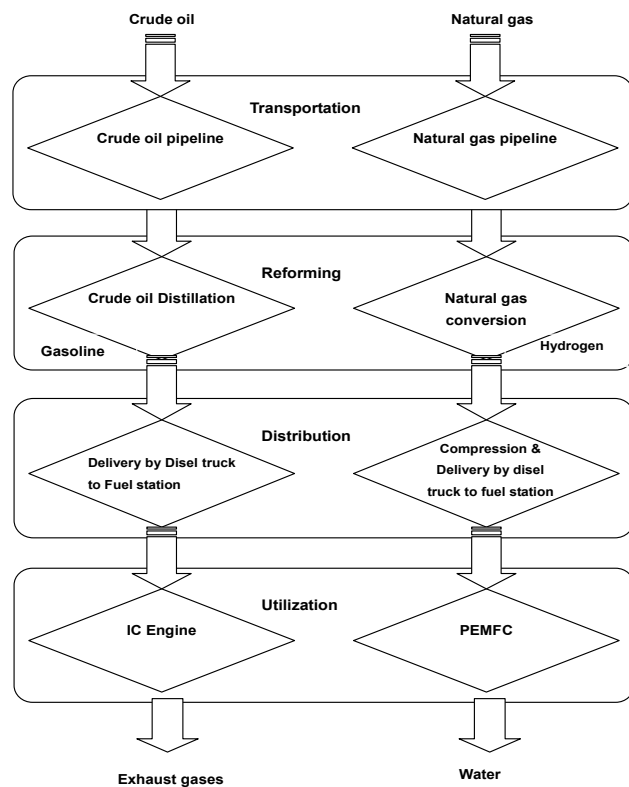 Crude oil
Natural gas
Transportation
Crude oil pipeline
Natural gas pipeline
Reforming
Crude oil Distillation
Natural gas
conversion
Gasoline
Hydrogen
Distribution
Delivery by Disel truck
to Fuel station
Compression &
Delivery by disel
truck to fuel station
Utilization
IC Engine
PEMFC
Exhaust gases
Water